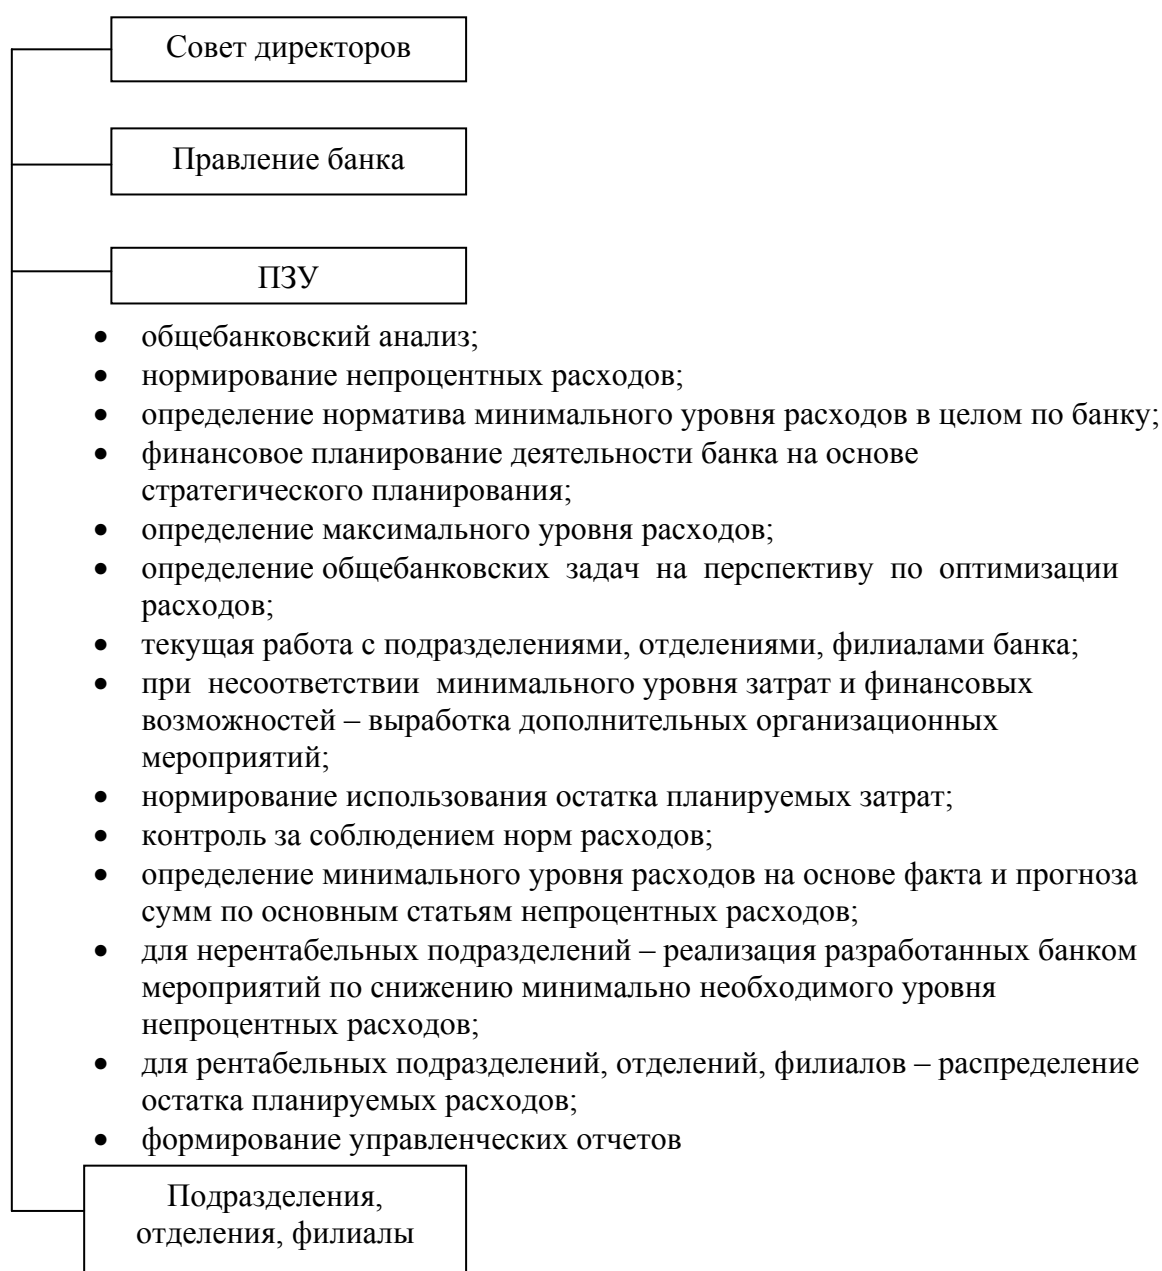 Совет директоров
Правление банка
ПЗУ
• общебанковский анализ;
• нормирование непроцентных расходов;
• определение норматива минимального уровня расходов в целом по банку;
• финансовое планирование деятельности банка на основе
стратегического планирования;
• определение максимального уровня расходов;
• определение общебанковских задач на перспективу по оптимизации
расходов;
• текущая работа с подразделениями, отделениями, филиалами банка;
• при несоответствии минимального уровня затрат и финансовых
возможностей – выработка дополнительных организационных
мероприятий;
• нормирование использования остатка планируемых затрат;
• контроль за соблюдением норм расходов;
• определение минимального уровня расходов на основе факта и прогноза
сумм по основным статьям непроцентных расходов;
• для нерентабельных подразделений – реализация разработанных банком
мероприятий по снижению минимально необходимого уровня
непроцентных расходов;
• для рентабельных подразделений, отделений, филиалов – распределение
остатка планируемых расходов;
• формирование управленческих отчетов
Подразделения,
отделения, филиалы